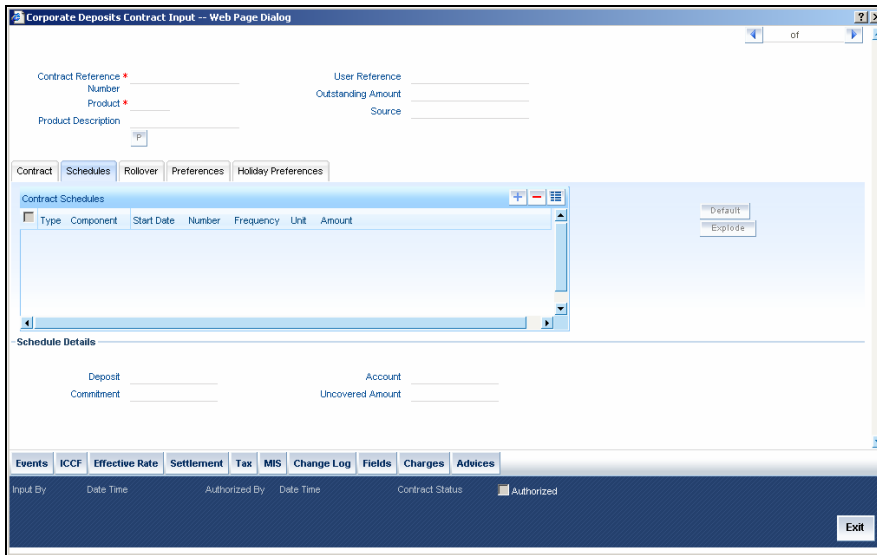 Corporate Deposits Contract Input -- Web Page Dialog
of
Contract Reference *
Number
User Reference
Outstanding Amount
Product *
Source
Product Description
P
Contract Schedules Rollover Preferences Holiday Preferences
Contract Schedules
Type Component Start Date Number Frequency Unit Amount
Default
Explode
Schedule Details
Deposit Account
Commitment Uncovered Amount
Events ICCF Effective Rate Settlement Tax MIS Change Log Fields Charges Advices
Input By Date Time Authorized By Date Time Contract Status Authorized
Exit